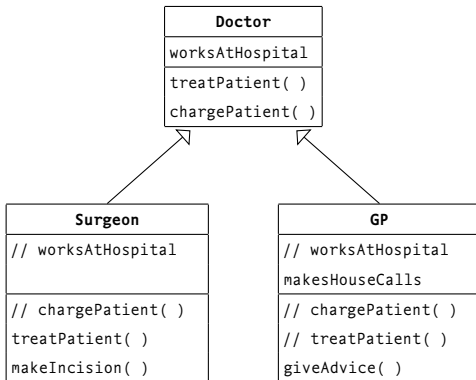 Doctor
worksAtHospital
treatPatient( )
chargePatient( )
Surgeon
// worksAtHospital
// chargePatient( )
treatPatient( )
makeIncision( )
GP
// worksAtHospital
makesHouseCalls
// chargePatient( )
// treatPatient( )
giveAdvice( )